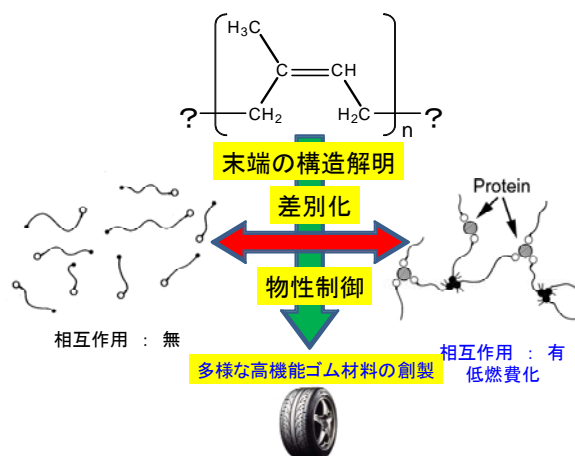 H₃C
C
CH
?
CH₂
H₂C
n
?
末端の構造解明
差別化
Protein
物性制御
相互作用 : 無
相互作用 : 有
低燃費化
多様な高機能ゴム材料の創製